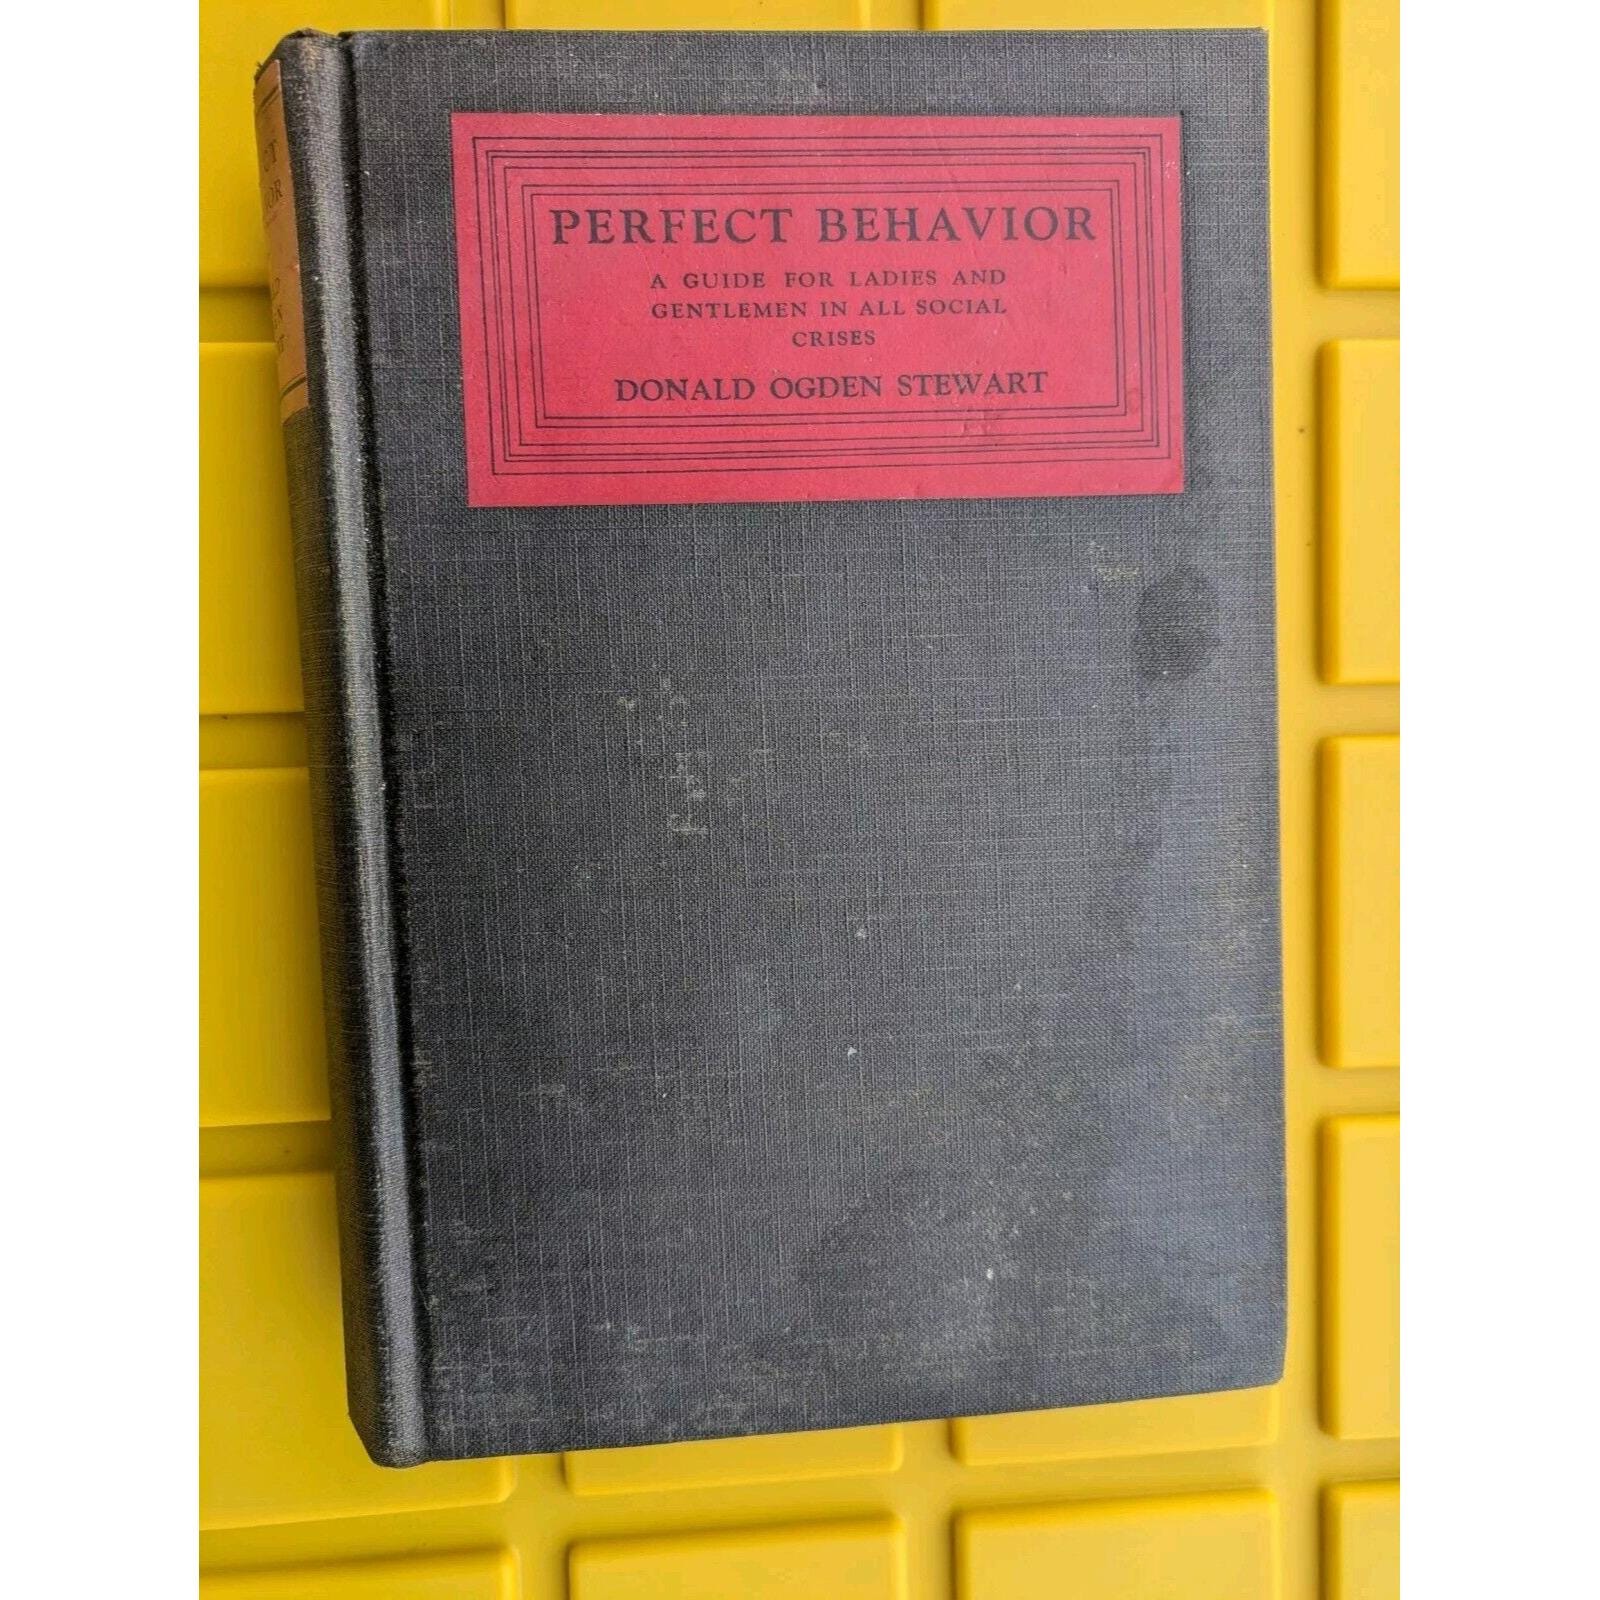 PERFECT BEHAVIOR
A GUIDE FOR LADIES AND
GENTLEMEN IN ALL SOCIAL
CRISES
DONALD OGDEN STEWART